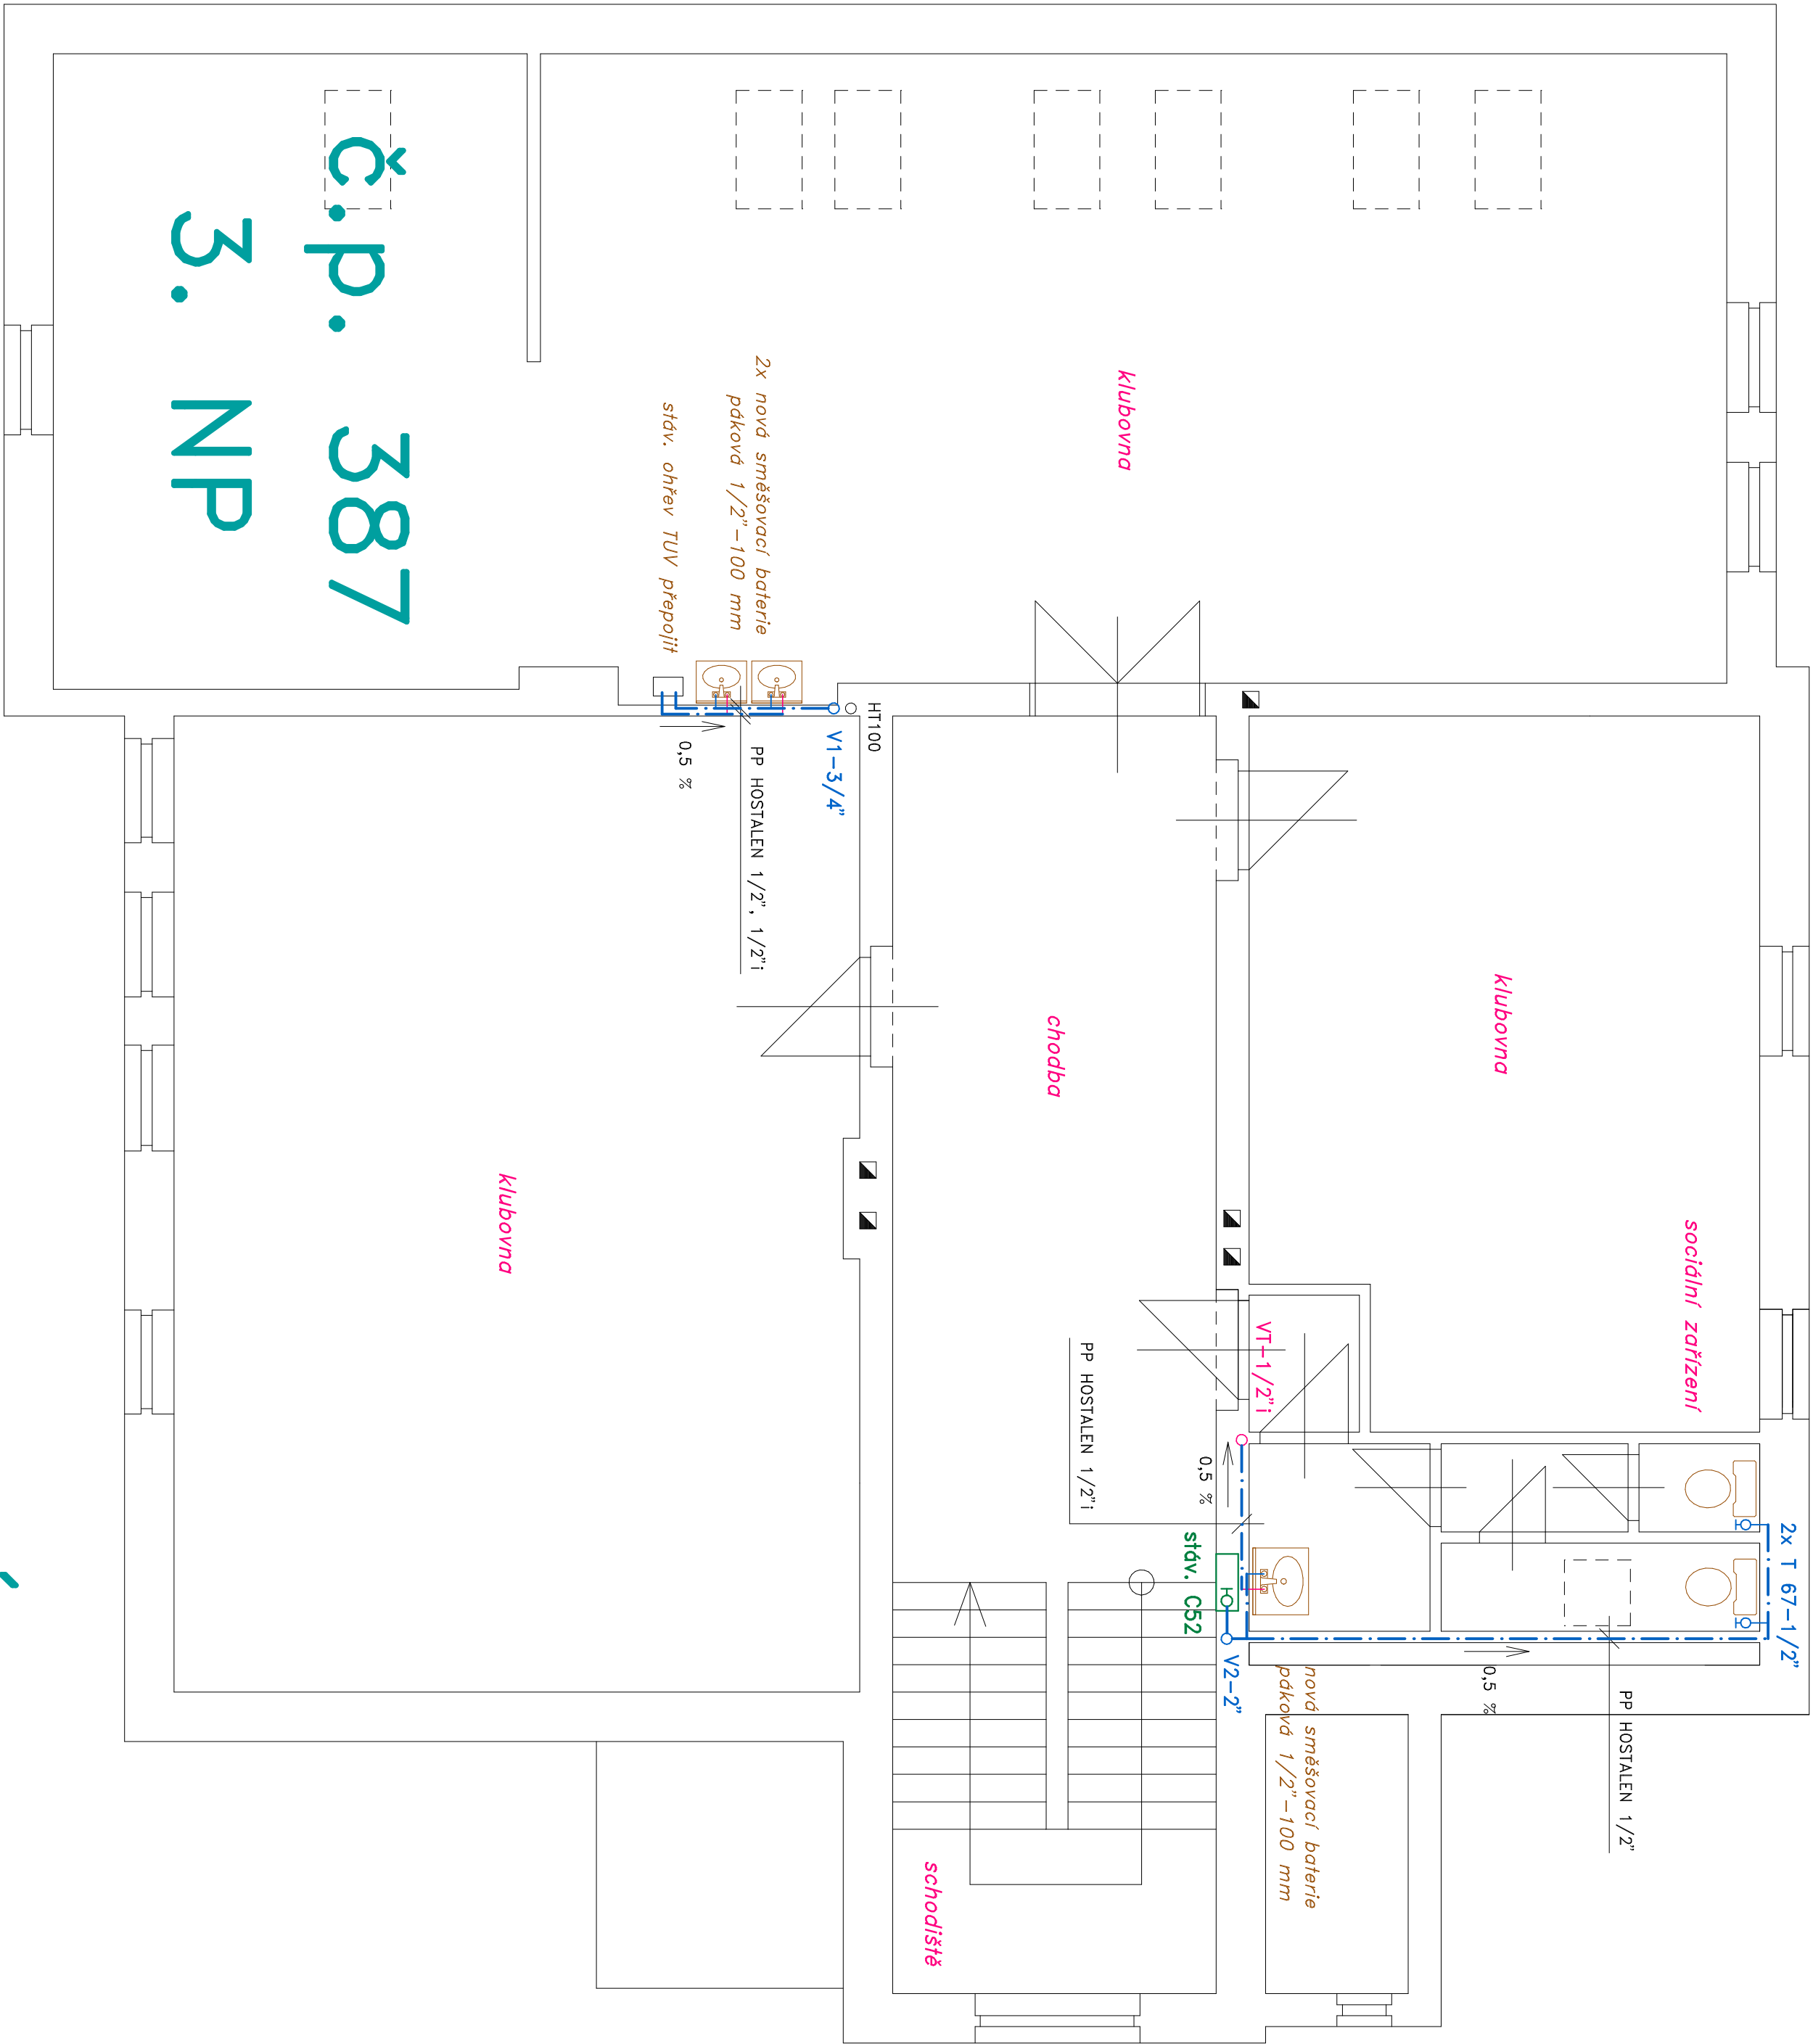 2x T 67-1/2”
sociální zařízení
PP HOSTALEN 1/2”
klubovna
0,5 %
nová směšovací baterie
páková 1/2”-100 mm
VT-1/2”i
V2-2”
0,5 %
stáv. C52
PP HOSTALEN 1/2”i
klubovna
chodba
schodiště
HT100
V1-3/4”
2x nová směšovací baterie
páková 1/2”-100 mm
PP HOSTALEN 1/2”, 1/2”i
stáv. ohřev TUV přepojit
0,5 %
klubovna
č.p. 387
3. NP